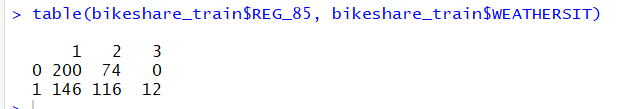 > table(bikeshare_train$REG_85, bikeshare_train$WEATHERSIT)
1 2 3
0 200 74 0
1 146 116 12
>